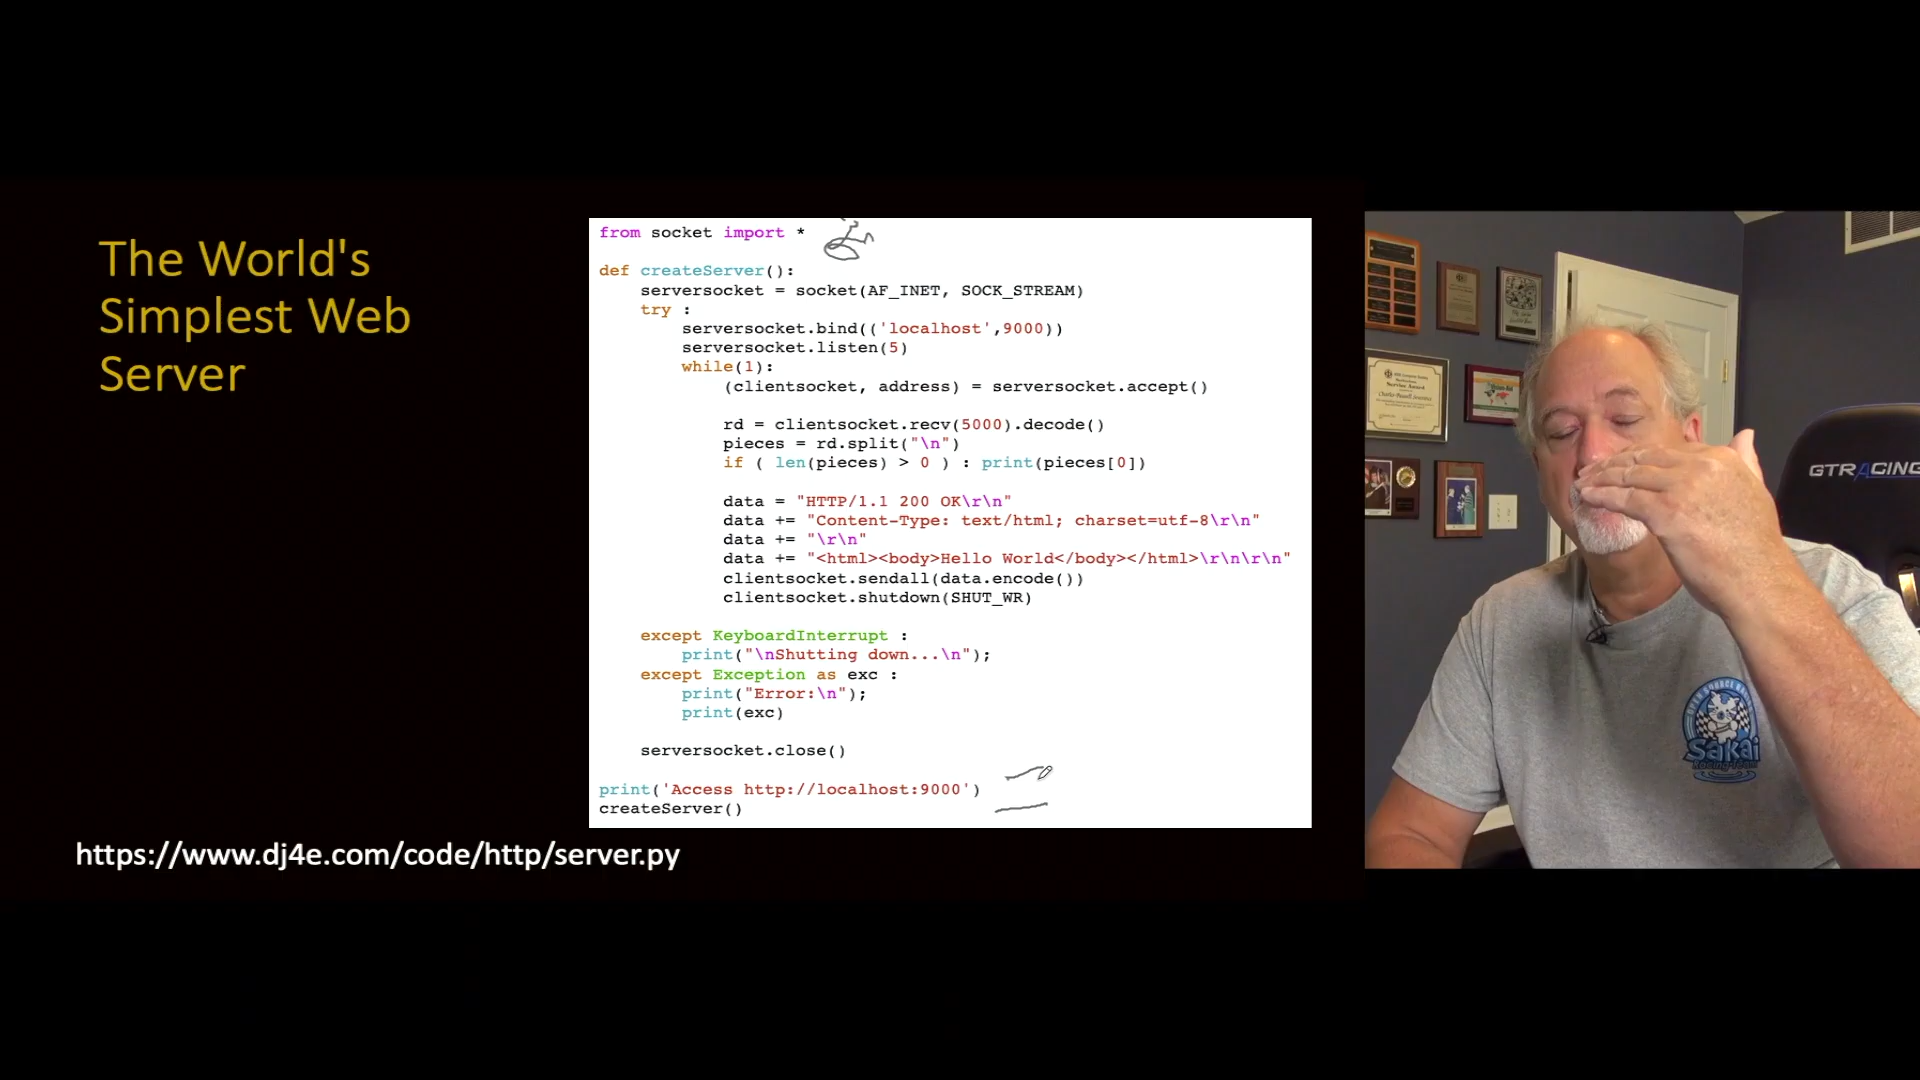 The World's
Simplest Web
Server
from socket import *
def createServer():
    serversocket = socket(AF_INET, SOCK_STREAM)
    try :
        serversocket.bind(('localhost',9000))
        serversocket.listen(5)
        while(1):
            (clientsocket, address) = serversocket.accept()
            rd = clientsocket.recv(5000).decode()
            pieces = rd.split("\n")
            if ( len(pieces) > 0 ) : print(pieces[0])
            data = "HTTP/1.1 200 OK\r\n"
            data += "Content-Type: text/html; charset=utf-8\r\n"
            data += "\r\n"
            data += "<html><body>Hello World</body></html>\r\n\r\n"
            clientsocket.sendall(data.encode())
            clientsocket.shutdown(SHUT_WR)
    except KeyboardInterrupt :
        print("\nShutting down...\n");
    except Exception as exc :
        print("Error:\n");
        print(exc)
    serversocket.close()
print('Access http://localhost:9000')
createServer()
https://www.dj4e.com/code/http/server.py
GTRACING
Service Award
Sakai
Racing Team